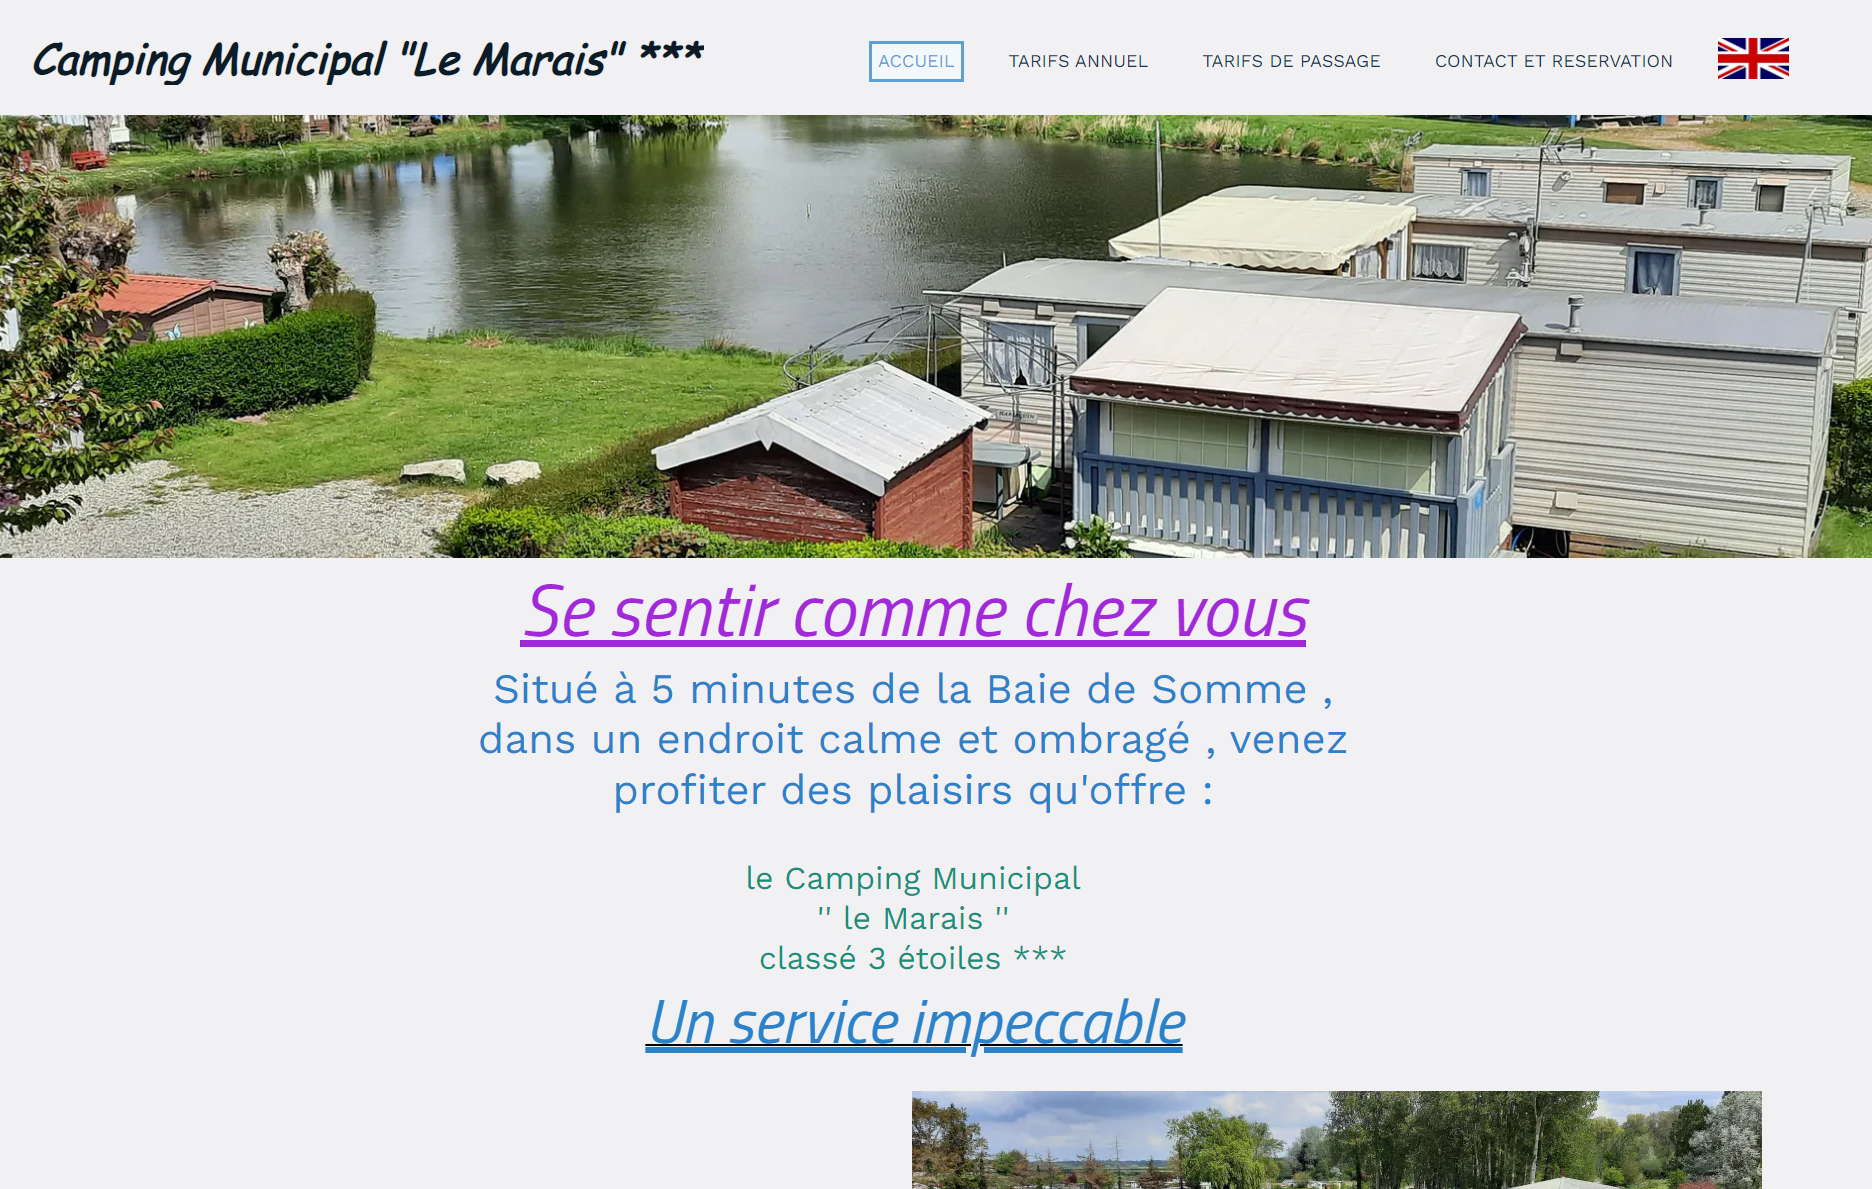 Camping Municipal "Le Marais" ***
ACCUEIL
TARIFS ANNUEL
TARIFS DE PASSAGE
CONTACT ET RESERVATION
Se sentir comme chez vous
Situé à 5 minutes de la Baie de Somme ,
dans un endroit calme et ombragé , venez
profiter des plaisirs qu'offre :
le Camping Municipal
'' le Marais ''
classé 3 étoiles ***
Un service impeccable